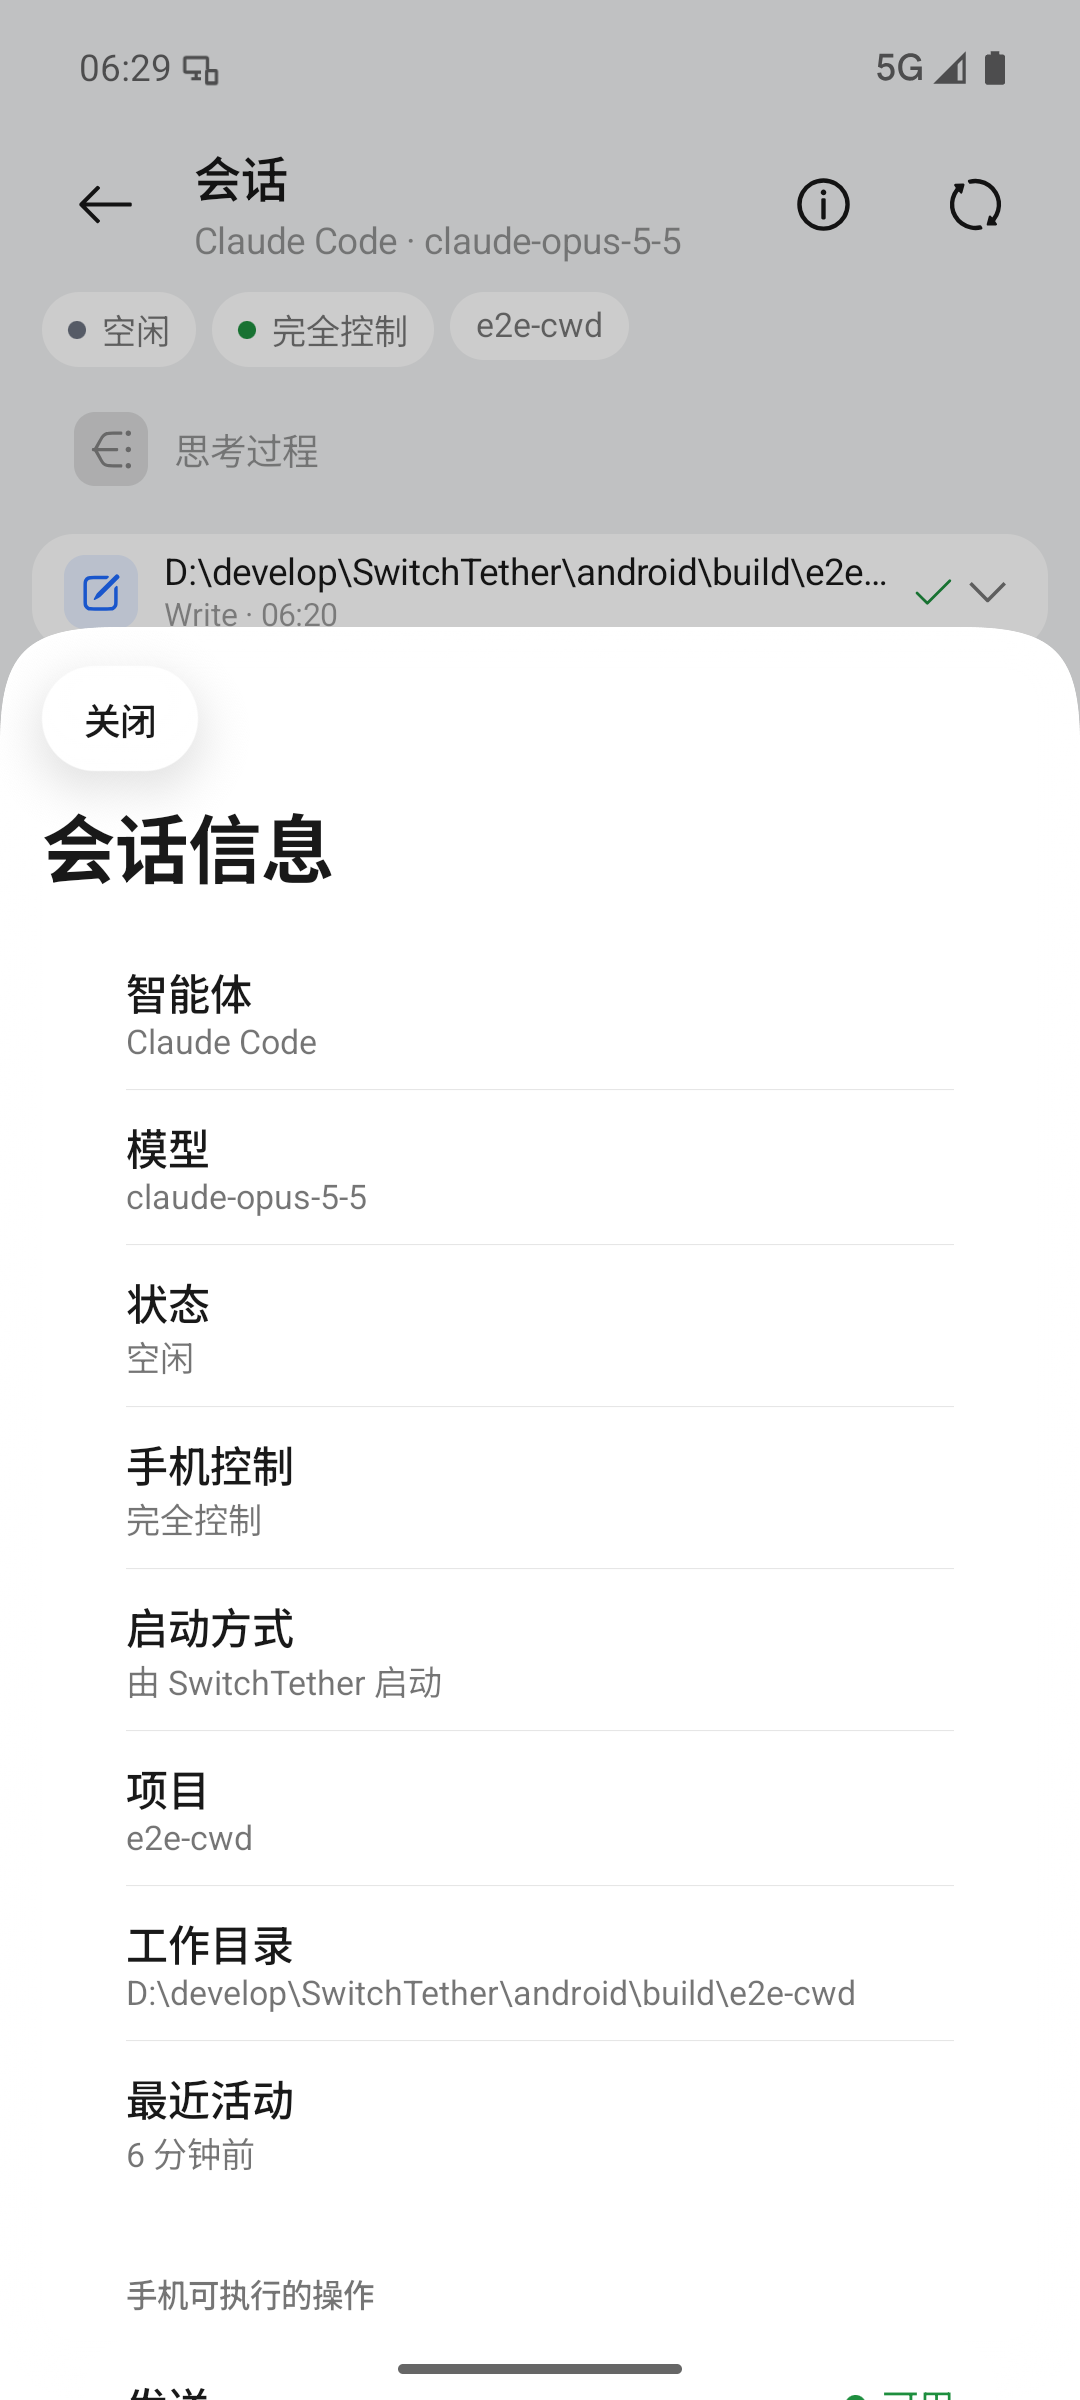 06:29
5G
会话
Claude Code · claude-opus-5-5
空闲
完全控制
e2e-cwd
思考过程
D:\develop\SwitchTether\android\build\e2e…
Write · 06:20
关闭
会话信息
智能体
Claude Code
模型
claude-opus-5-5
状态
空闲
手机控制
完全控制
启动方式
由 SwitchTether 启动
项目
e2e-cwd
工作目录
D:\develop\SwitchTether\android\build\e2e-cwd
最近活动
6 分钟前
手机可执行的操作
发送
可用